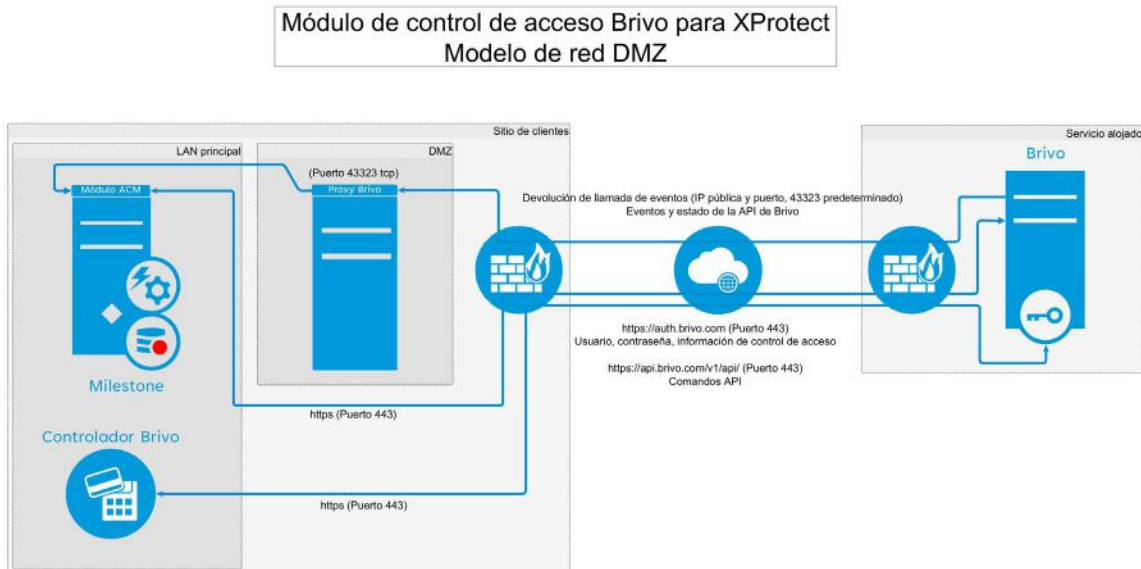 Módulo de control de acceso Brivo para XProtect
Modelo de red DMZ
Sitio de clientes
Servicio alojado
LAN principal
DMZ
Brivo
(Puerto 43323 tcp)
Módulo ACM
Proxy Brivo
Devolución de llamada de eventos (IP pública y puerto, 43323 predeterminado)
Eventos y estado de la API de Brivo
https://auth.brivo.com (Puerto 443)
Usuario, contraseña, información de control de acceso
https://api.brivo.com/v1/api/ (Puerto 443)
Comandos API
Milestone
https (Puerto 443)
Controlador Brivo
https (Puerto 443)